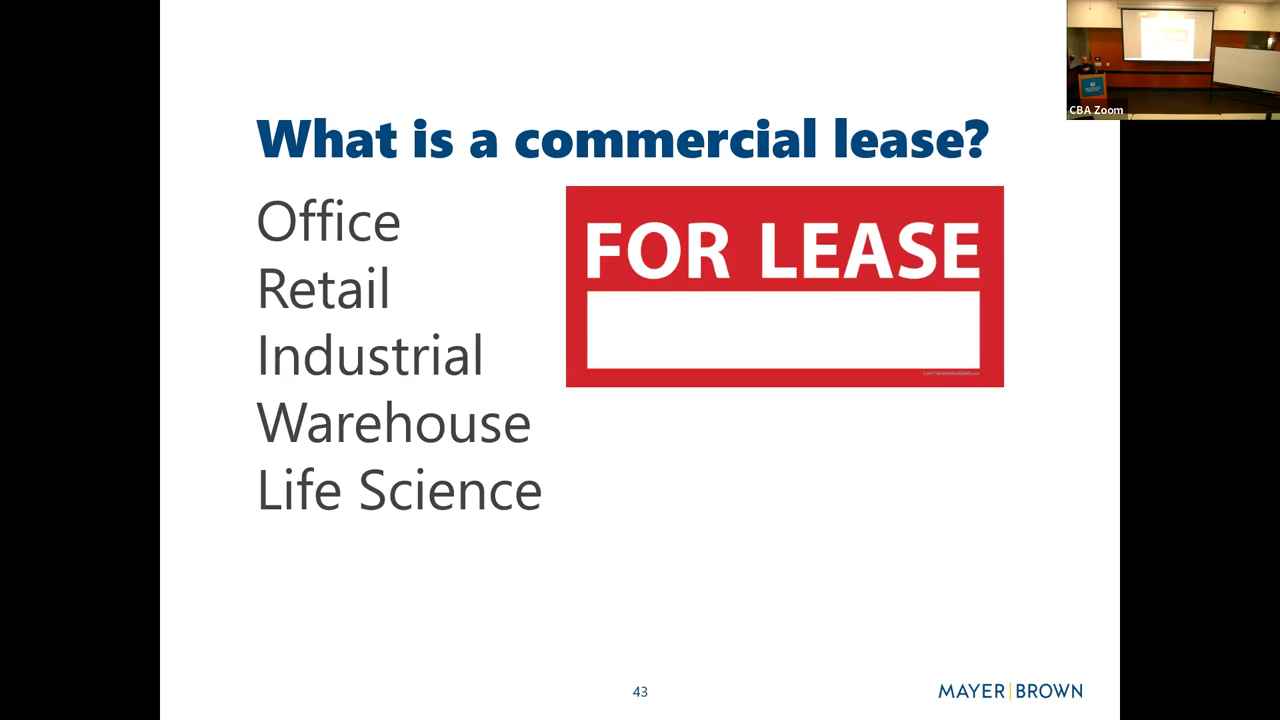 CBA Zoom
What is a commercial lease?
Office
Retail
Industrial
Warehouse
Life Science
FOR LEASE
43
MAYER | BROWN